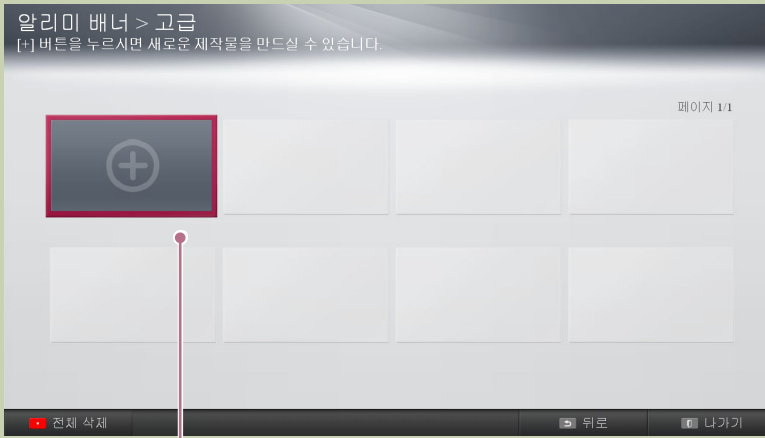 알리미 배너 > 고급
[+] 버튼을 누르시면 새로운 제작물을 만드실 수 있습니다.
페이지 1/1
전체 삭제
뒤로
나가기